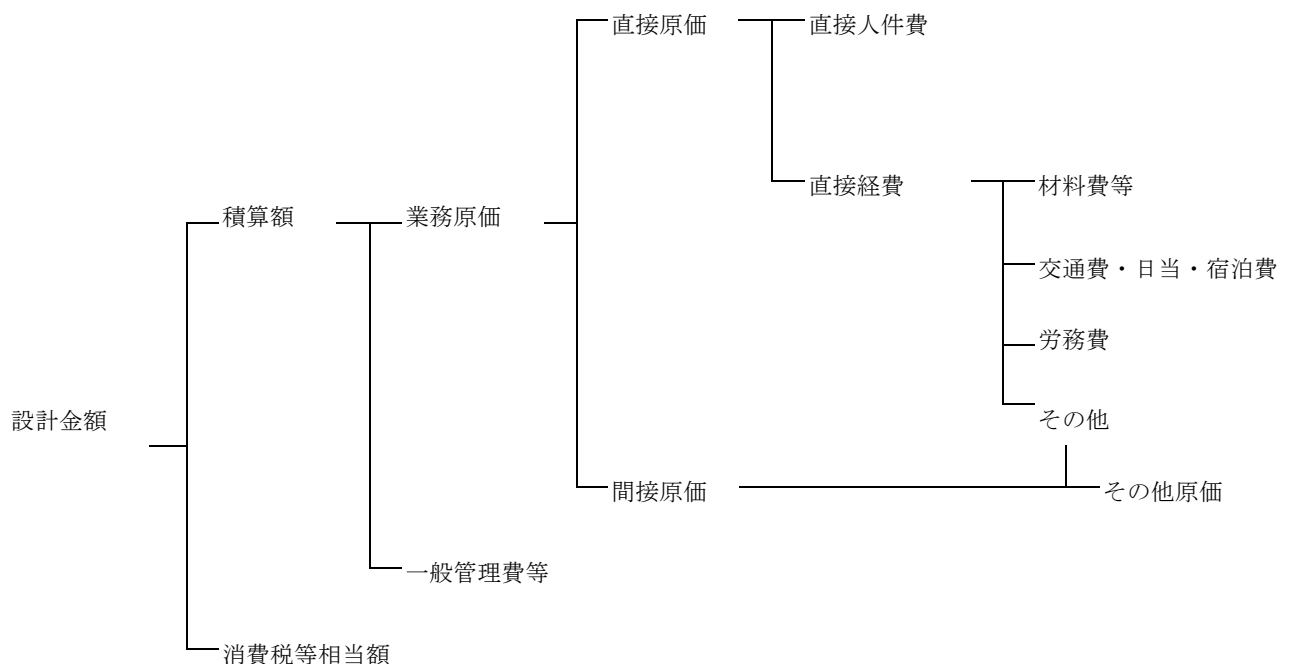 直接原価
直接人件費
直接経費
材料費等
積算額
業務原価
交通費・日当・宿泊費
労務費
設計金額
その他
間接原価
その他原価
一般管理費等
消費税等相当額